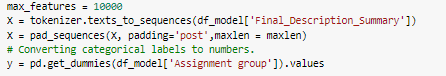 max_features = 10000
X = tokenizer.texts_to_sequences(df_model['Final_Description_Summary'])
X = pad_sequences(X, padding='post',maxlen = maxlen)
# Converting categorical labels to numbers.
y = pd.get_dummies(df_model['Assignment group']).values